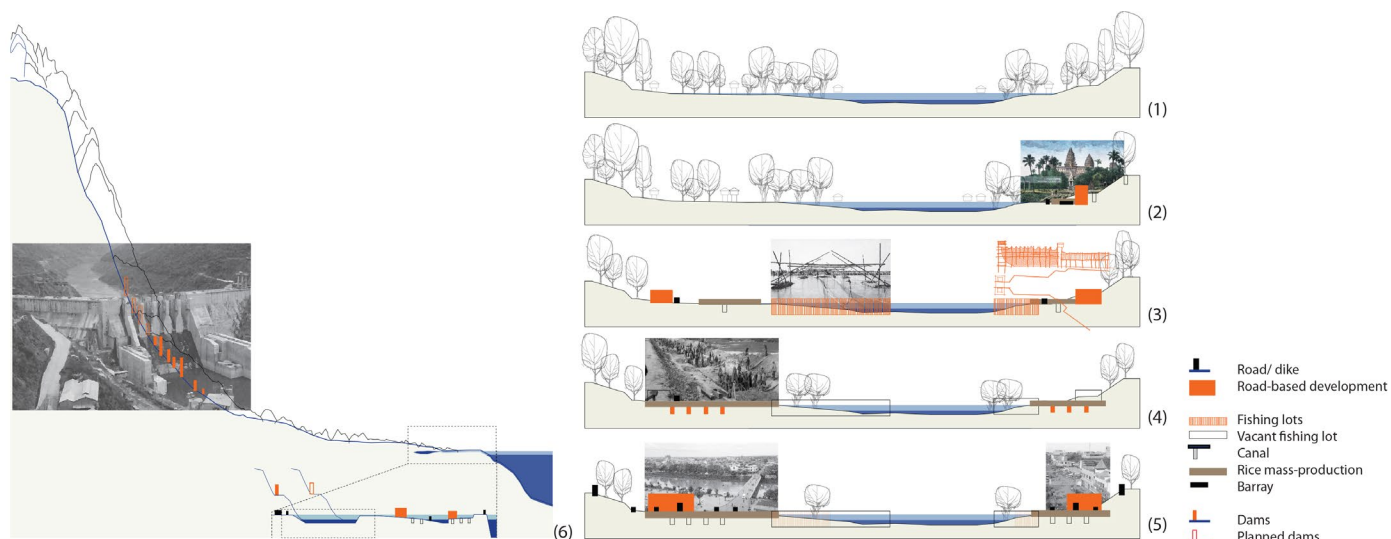 (1)
(2)
(3)
(4)
(5)
(6)
Road/ dike
Road-based development
Fishing lots
Vacant fishing lot
Canal
Rice mass-production
Barray
Dams
Planned dams